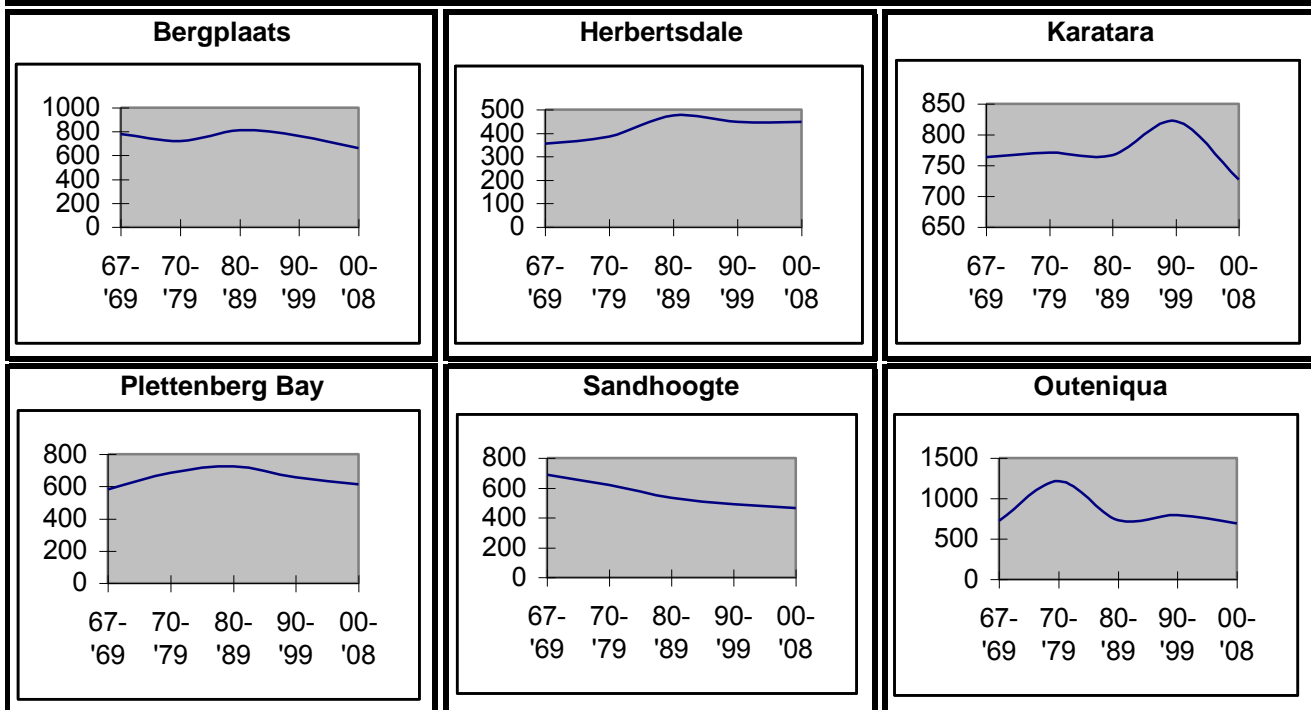 Bergplaats
1000
800
600
400
200
0
67- 70- 80- 90- 00-
'69 '79 '89 '99 '08
Herbertsdale
500
400
300
200
100
0
67- 70- 80- 90- 00-
'69 '79 '89 '99 '08
Karatara
850
800
750
700
650
67- 70- 80- 90- 00-
'69 '79 '89 '99 '08
Plettenberg Bay
800
600
400
200
0
67- 70- 80- 90- 00-
'69 '79 '89 '99 '08
Sandhoogte
800
600
400
200
0
67- 70- 80- 90- 00-
'69 '79 '89 '99 '08
Outeniqua
1500
1000
500
0
67- 70- 80- 90- 00-
'69 '79 '89 '99 '08